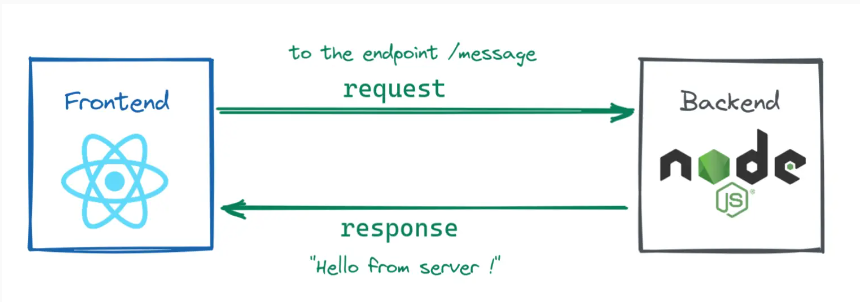 to the endpoint /message
request
Frontend
Backend
node
JS
response
"Hello from server !"